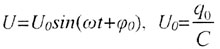 U=U₀sin(ωt+φ₀), U₀=q₀/C